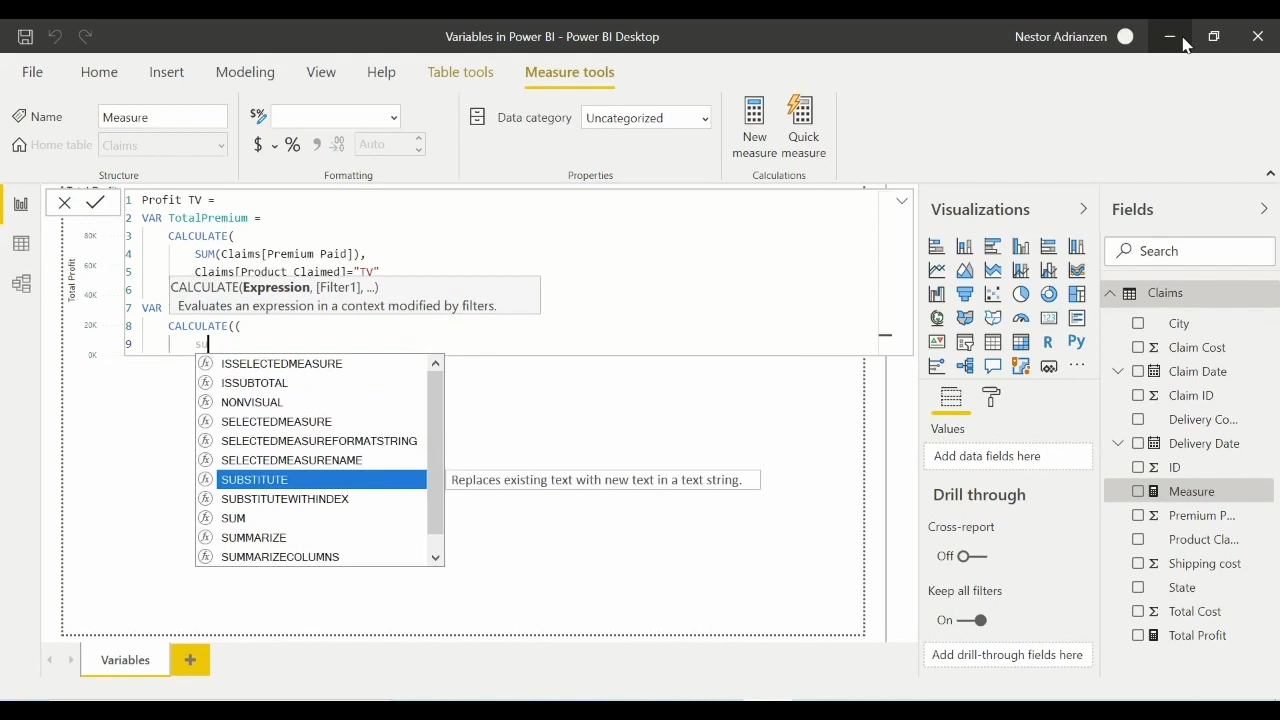 Variables in Power BI - Power BI Desktop
Nestor Adrianzen
File Home Insert Modeling View Help Table tools Measure tools
Name Measure
Home table Claims
Structure
$%
$ % Auto
Formatting
Data category Uncategorized
Properties
New measure
Quick measure
Calculations
80K
60K
40K
20K
0K
Total Profit
1 Profit TV =
2 VAR TotalPremium =
3 CALCULATE(
4 SUM(Claims[Premium Paid]),
5 Claims[Product Claimed]="TV"
6
7 VAR
8 CALCULATE((
9 su
CALCULATE(Expression, [Filter1], ...)
Evaluates an expression in a context modified by filters.
ISSELECTEDMEASURE
ISSUBTOTAL
NONVISUAL
SELECTEDMEASURE
SELECTEDMEASUREFORMATSTRING
SELECTEDMEASURENAME
SUBSTITUTE
Replaces existing text with new text in a text string.
SUBSTITUTEWITHINDEX
SUM
SUMMARIZE
SUMMARIZECOLUMNS
Variables
Visualizations
R
Py
123
Values
Add data fields here
Drill through
Cross-report
Off
Keep all filters
On
Add drill-through fields here
Fields
Search
Claims
City
Claim Cost
Claim Date
Claim ID
Delivery Co...
Delivery Date
ID
Measure
Premium P...
Product Cla...
Shipping cost
State
Total Cost
Total Profit